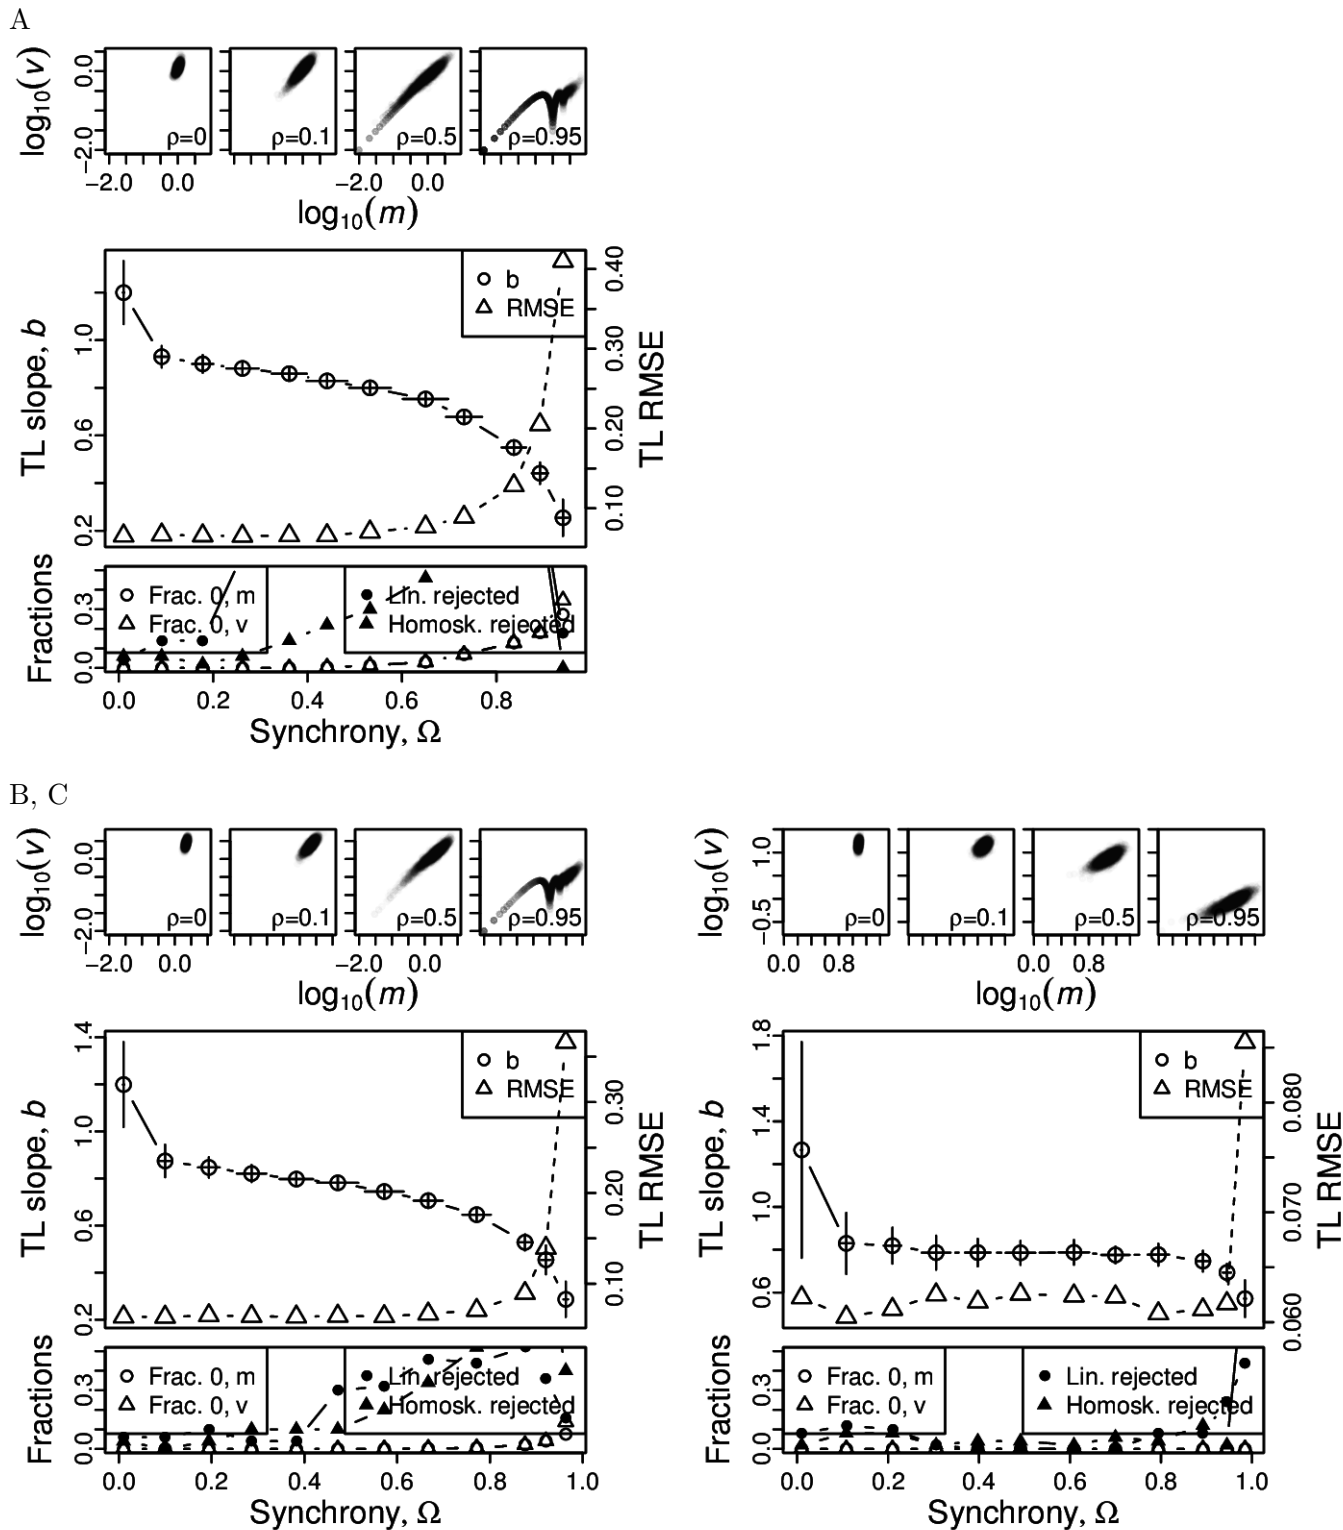 A
log₁₀(v)
0.0
−2.0
ρ=0
ρ=0.1
ρ=0.5
ρ=0.95
−2.0 0.0
−2.0 0.0
log₁₀(m)
TL slope, b
0.2 0.6 1.0
b
RMSE
TL RMSE
0.10 0.20 0.30 0.40
Fractions
0.0 0.3
Frac. 0, m
Frac. 0, v
Lin. rejected
Homosk. rejected
0.0 0.2 0.4 0.6 0.8
Synchrony, Ω
B, C
log₁₀(v)
−2.0 0.0
ρ=0
ρ=0.1
ρ=0.5
ρ=0.95
−2.0 0.0
−2.0 0.0
log₁₀(m)
TL slope, b
0.2 0.6 1.0 1.4
b
RMSE
TL RMSE
0.10 0.20 0.30
Fractions
0.0 0.3
Frac. 0, m
Frac. 0, v
Lin. rejected
Homosk. rejected
0.0 0.2 0.4 0.6 0.8 1.0
Synchrony, Ω
log₁₀(v)
−0.5 1.0
ρ=0
ρ=0.1
ρ=0.5
ρ=0.95
0.0 0.8
0.0 0.8
log₁₀(m)
TL slope, b
0.6 1.0 1.4 1.8
b
RMSE
TL RMSE
0.060 0.070 0.080
Fractions
0.0 0.3
Frac. 0, m
Frac. 0, v
Lin. rejected
Homosk. rejected
0.0 0.2 0.4 0.6 0.8 1.0
Synchrony, Ω